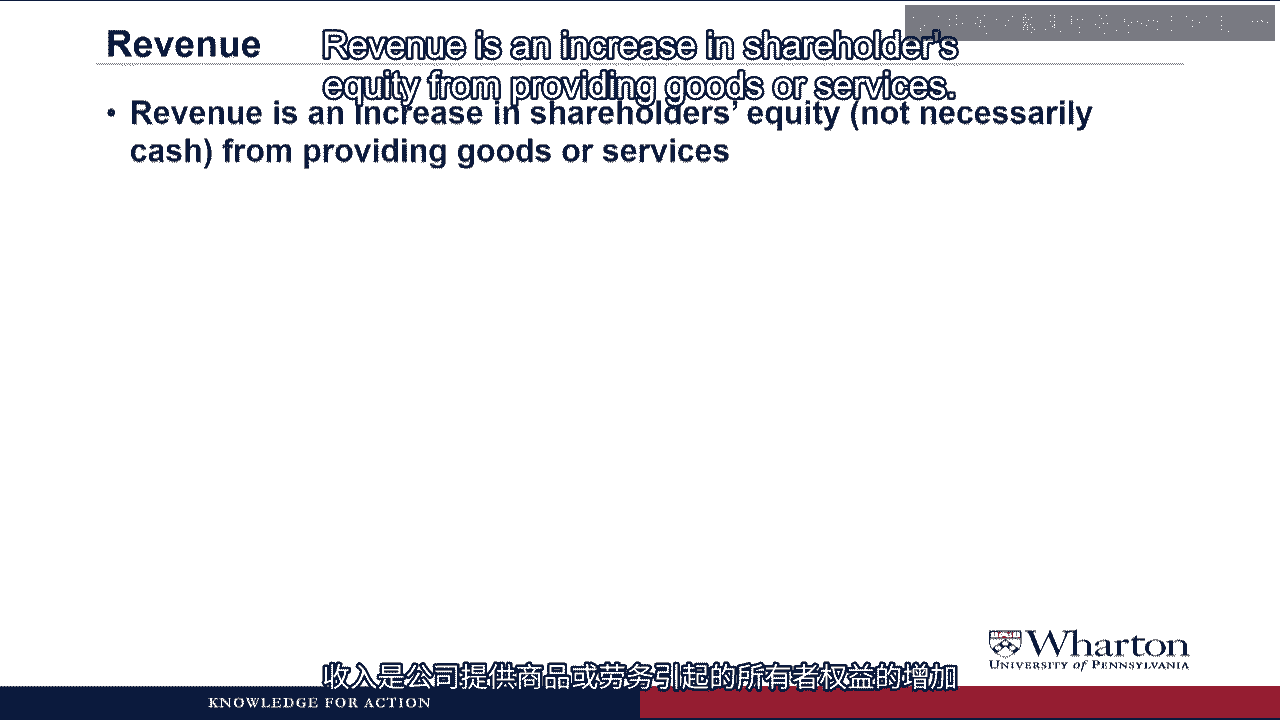 Revenue
Revenue is an increase in shareholder's
equity from providing goods or services.
• Revenue is an increase in shareholders' equity (not necessarily
cash) from providing goods or services
Wharton
UNIVERSITY of PENNSYLVANIA
收入是公司提供商品或劳务引起的所有者权益的增加
KNOWLEDGE FOR ACTION